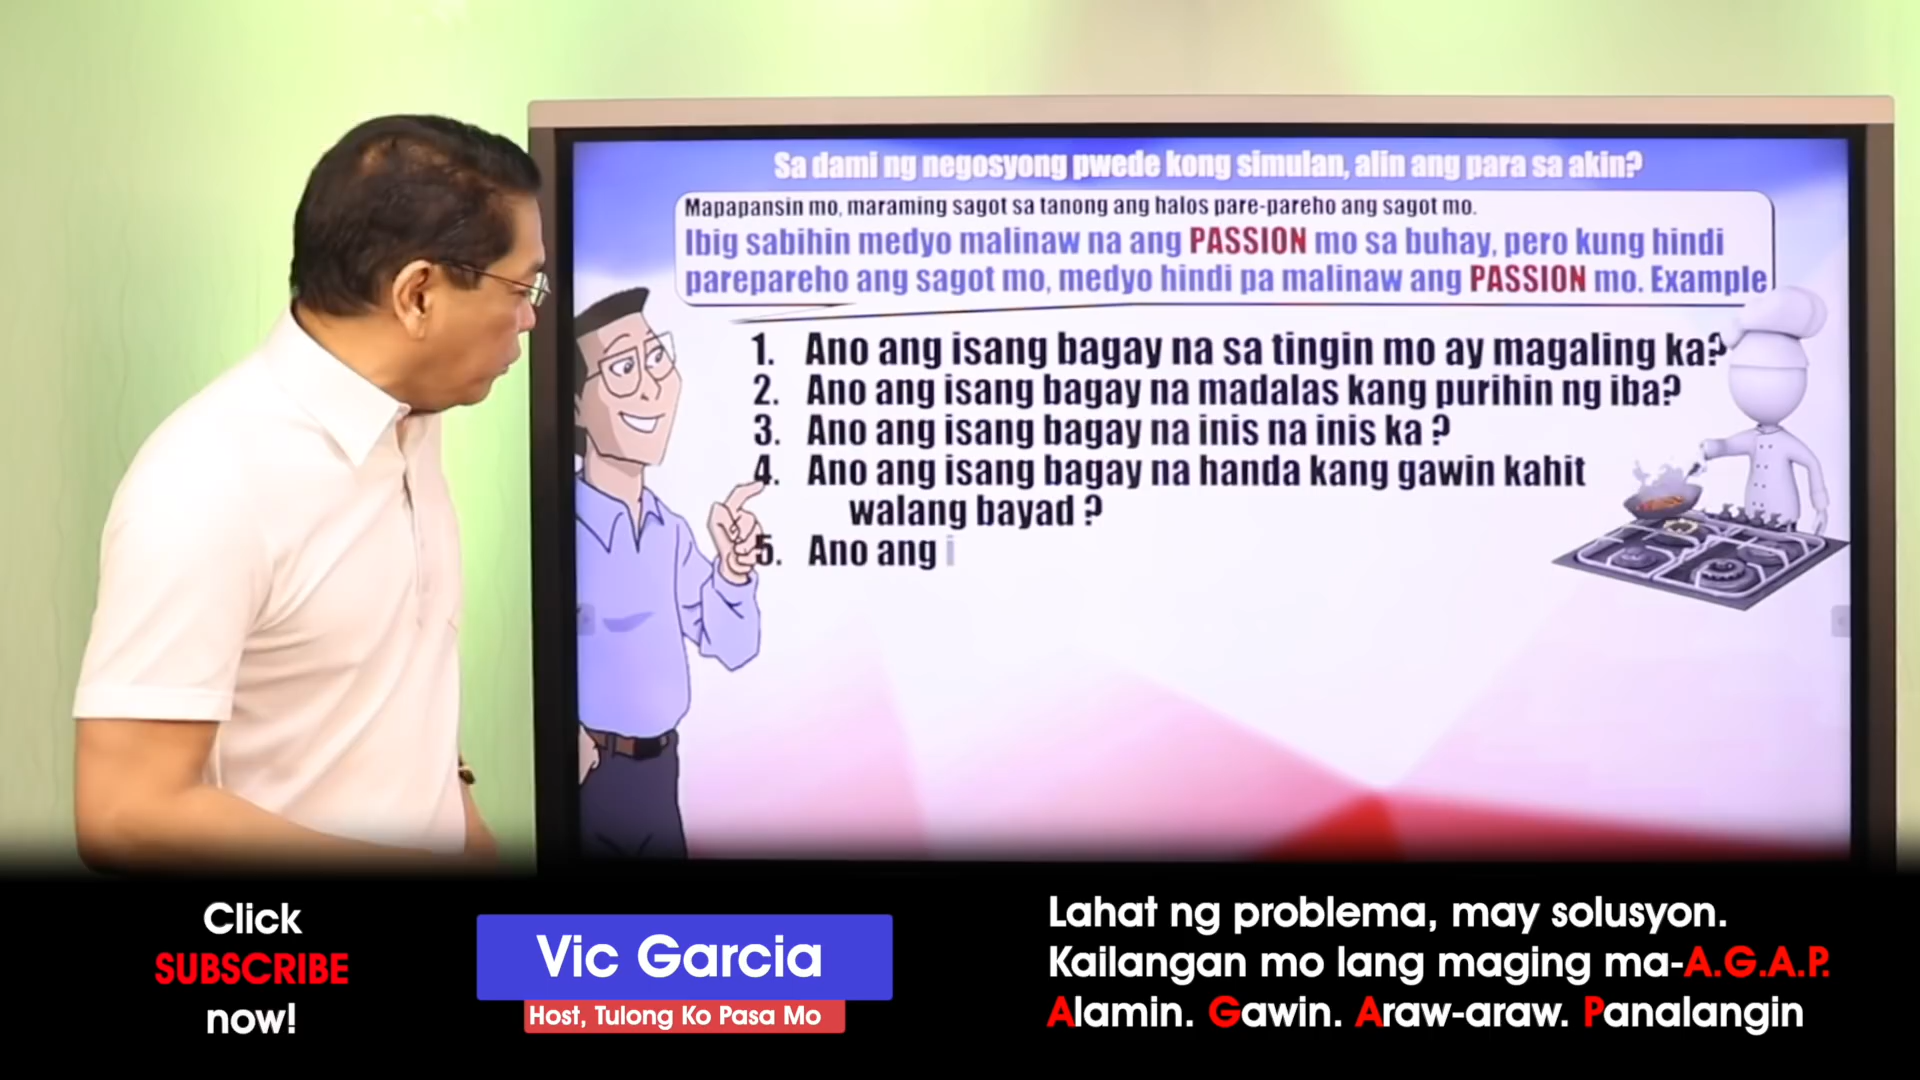 Sa dami ng negosyong pwede kong simulan, alin ang para sa akin?
Mapapansin mo, maraming sagot sa tanong ang halos pare-pareho ang sagot mo.
Ibig sabihin medyo malinaw na ang PASSION mo sa buhay, pero kung hindi
parepareho ang sagot mo, medyo hindi pa malinaw ang PASSION mo. Example
1. Ano ang isang bagay na sa tingin mo ay magaling ka?
2. Ano ang isang bagay na madalas kang purihin ng iba?
3. Ano ang isang bagay na inis na inis ka ?
4. Ano ang isang bagay na handa kang gawin kahit
walang bayad ?
5. Ano ang i
Click
SUBSCRIBE
now!
Vic Garcia
Host, Tulong Ko Pasa Mo
Lahat ng problema, may solusyon.
Kailangan mo lang maging ma-A.G.A.P.
Alamin. Gawin. Araw-araw. Panalangin